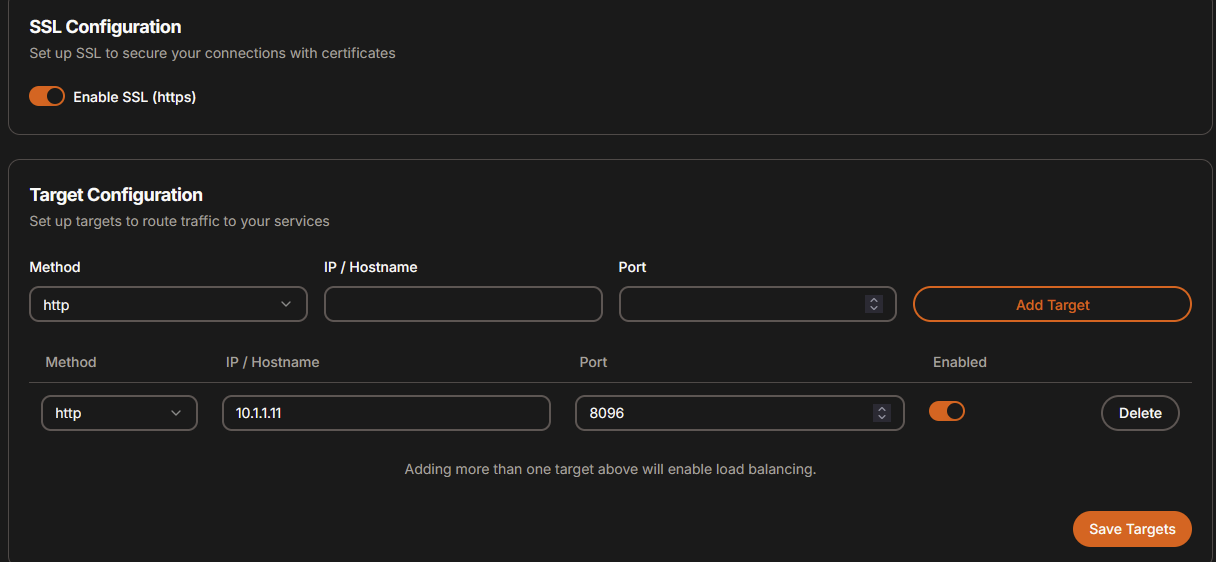 SSL Configuration
Set up SSL to secure your connections with certificates
Enable SSL (https)
Target Configuration
Set up targets to route traffic to your services
Method IP / Hostname Port
http Add Target
Method IP / Hostname Port Enabled
http 10.1.1.11 8096 Delete
Adding more than one target above will enable load balancing.
Save Targets